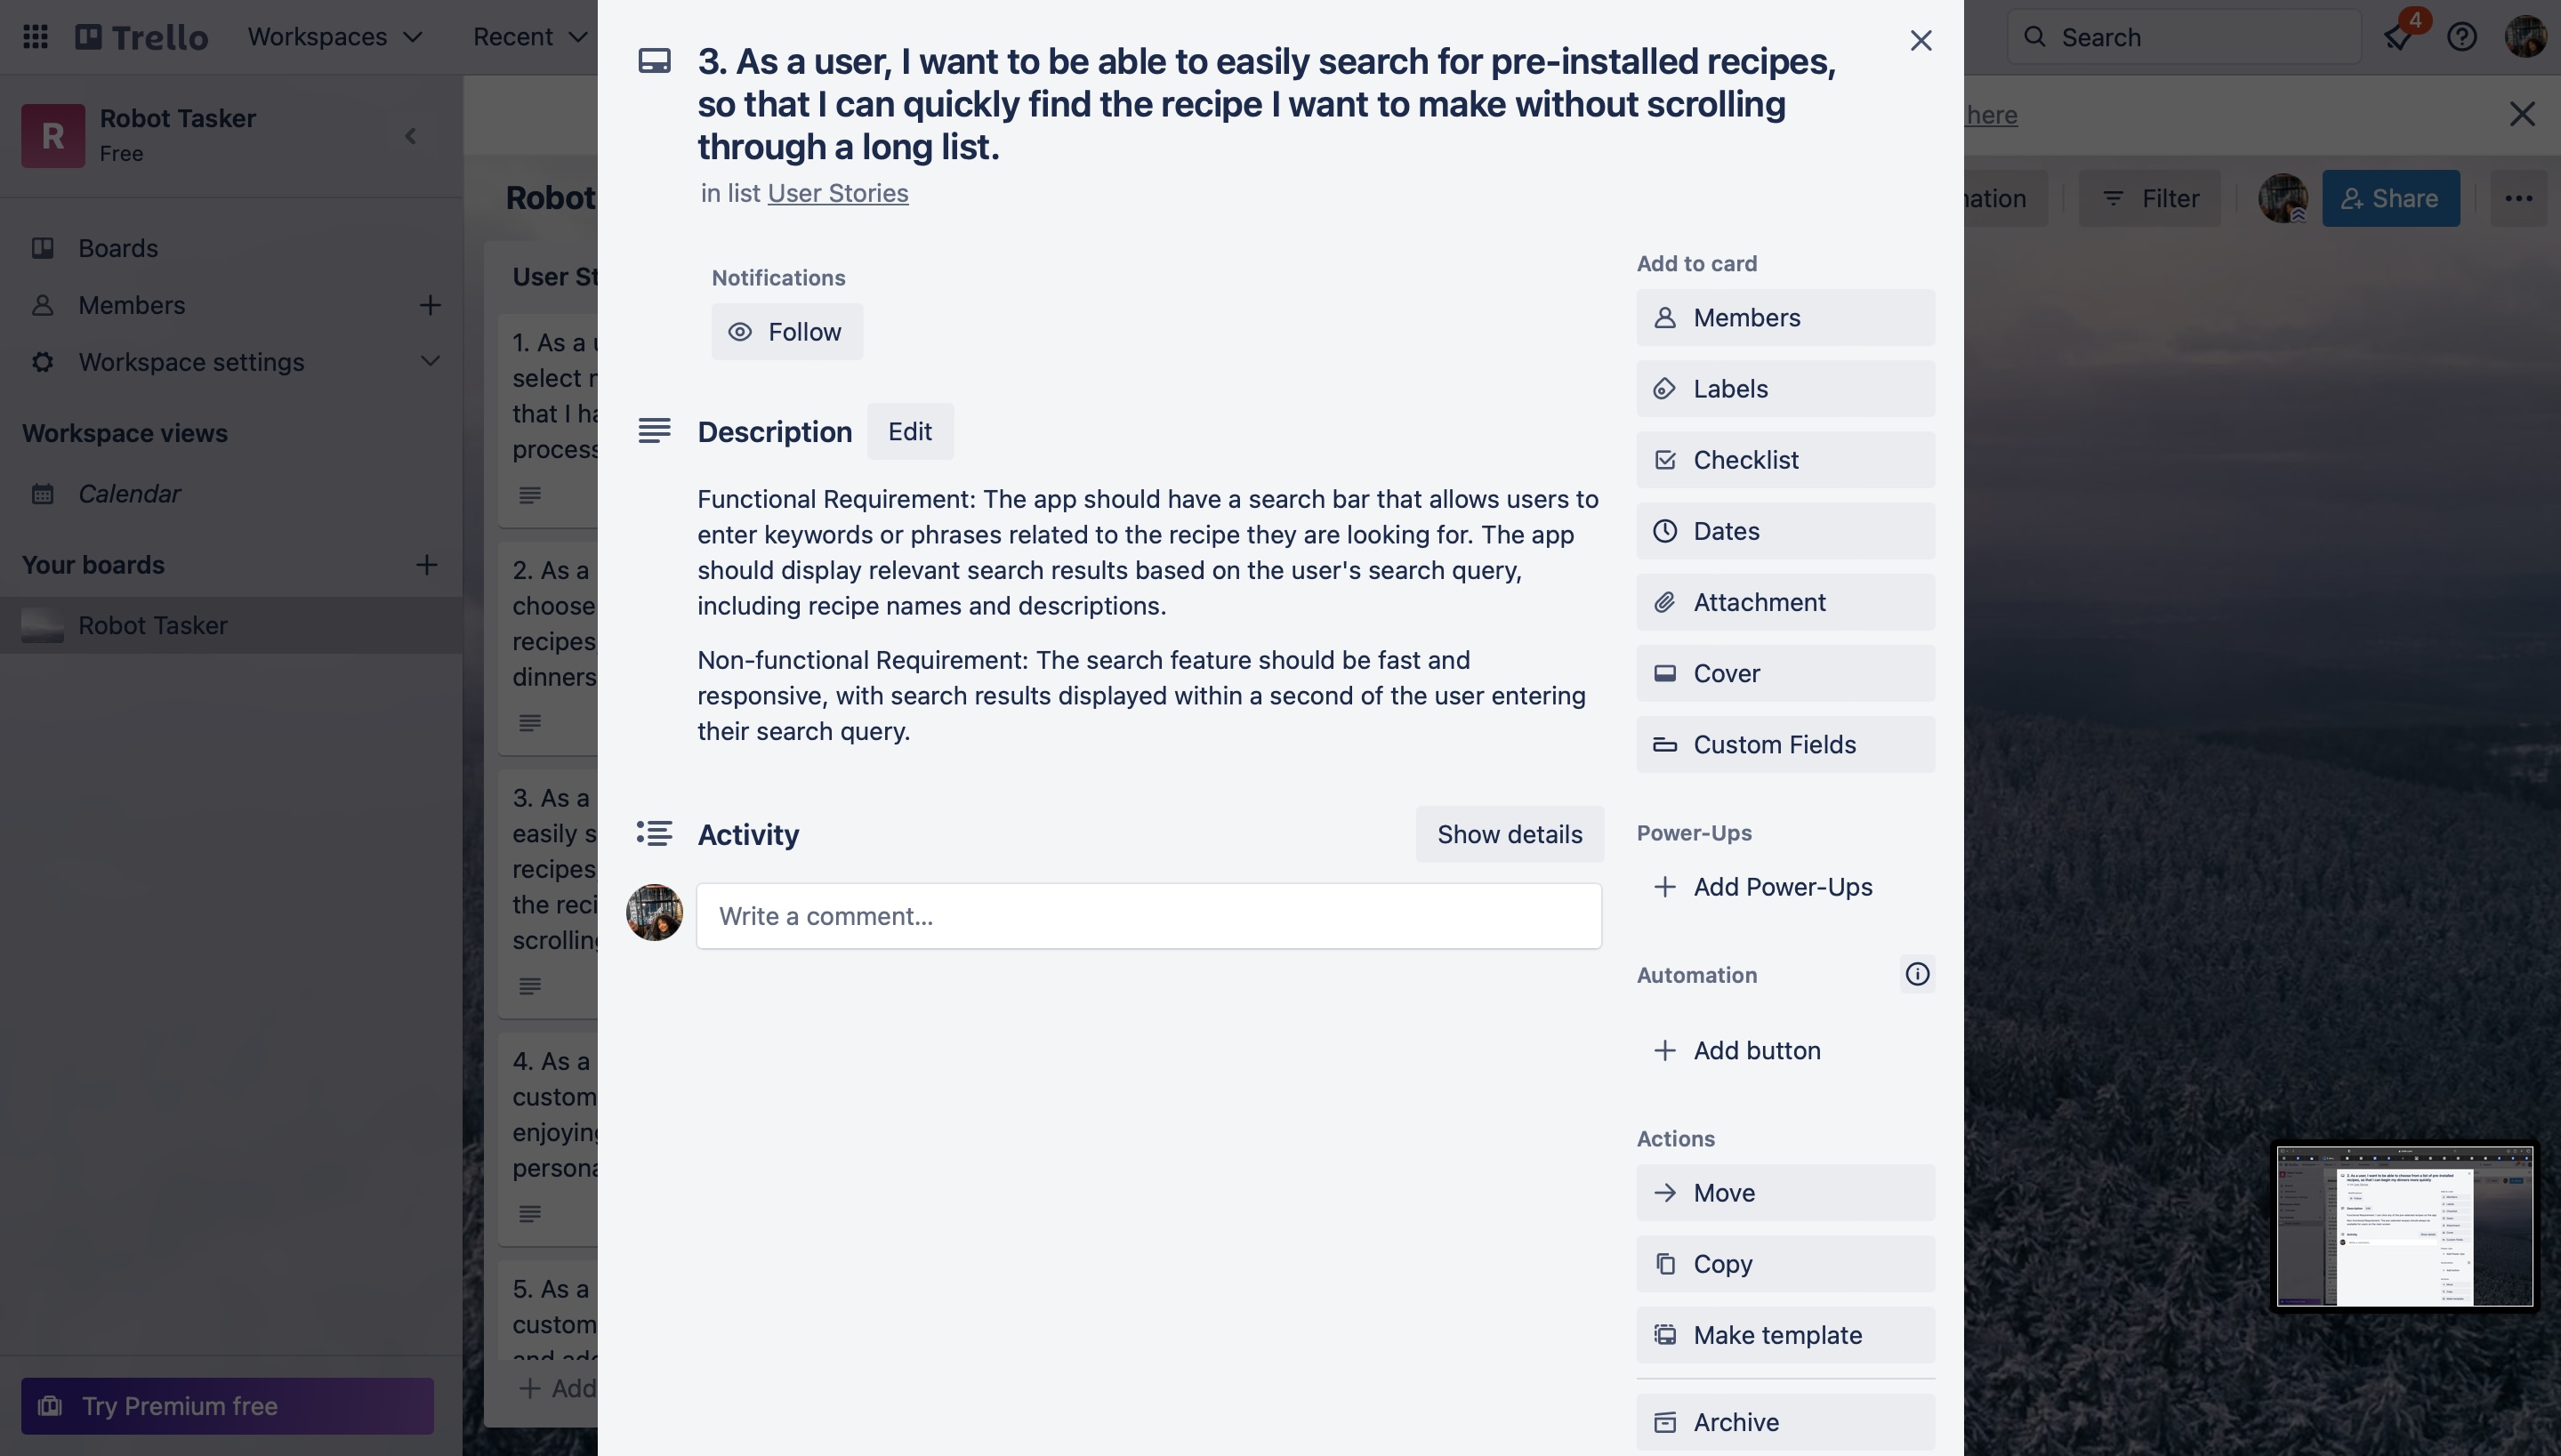 Trello
Workspaces
Recent
Search
4
R
Robot Tasker
Free
Boards
Members
Workspace settings
Workspace views
Calendar
Your boards
Robot Tasker
Try Premium free
Robot
User St
1. As a u
select r
that I ha
process
2. As a
choose
recipes
dinners
3. As a
easily s
recipes
the reci
scrolling
4. As a
custom
enjoying
persona
5. As a
custom
and add
Add
3. As a user, I want to be able to easily search for pre-installed recipes,
so that I can quickly find the recipe I want to make without scrolling
through a long list.
in list User Stories
Notifications
Follow
Description
Edit
Functional Requirement: The app should have a search bar that allows users to
enter keywords or phrases related to the recipe they are looking for. The app
should display relevant search results based on the user's search query,
including recipe names and descriptions.
Non-functional Requirement: The search feature should be fast and
responsive, with search results displayed within a second of the user entering
their search query.
Activity
Show details
Write a comment...
Add to card
Members
Labels
Checklist
Dates
Attachment
Cover
Custom Fields
Power-Ups
Add Power-Ups
Automation
Add button
Actions
Move
Copy
Make template
Archive
here
nation
Filter
Share